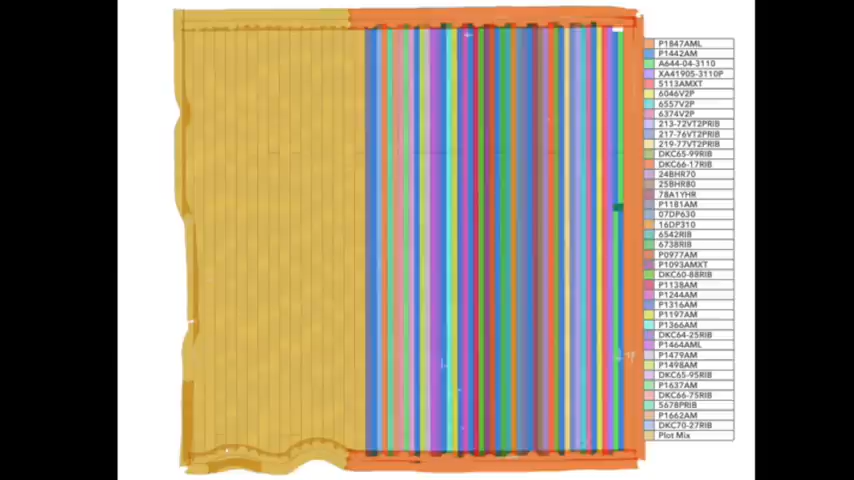 P1847AML
P1442AM
A644-04-3110
XA41905-3110P
5113AMXT
6046V2P
6557V2P
6374V2P
213-72VT2PRIB
217-76VT2PRIB
219-77VT2PRIB
DKC65-99RIB
DKC66-17RIB
24BHR70
25BHR80
78A1YHR
P1181AM
07DP630
16DP310
6542RIB
6738RIB
P0977AM
P1093AMXT
DKC60-88RIB
P1138AM
P1244AM
P1316AM
P1197AM
P1366AM
DKC64-25RIB
P1464AML
P1479AM
P1498AM
DKC65-95RIB
P1637AM
DKC66-75RIB
5678PRIB
P1662AM
DKC70-27RIB
Plot Mix